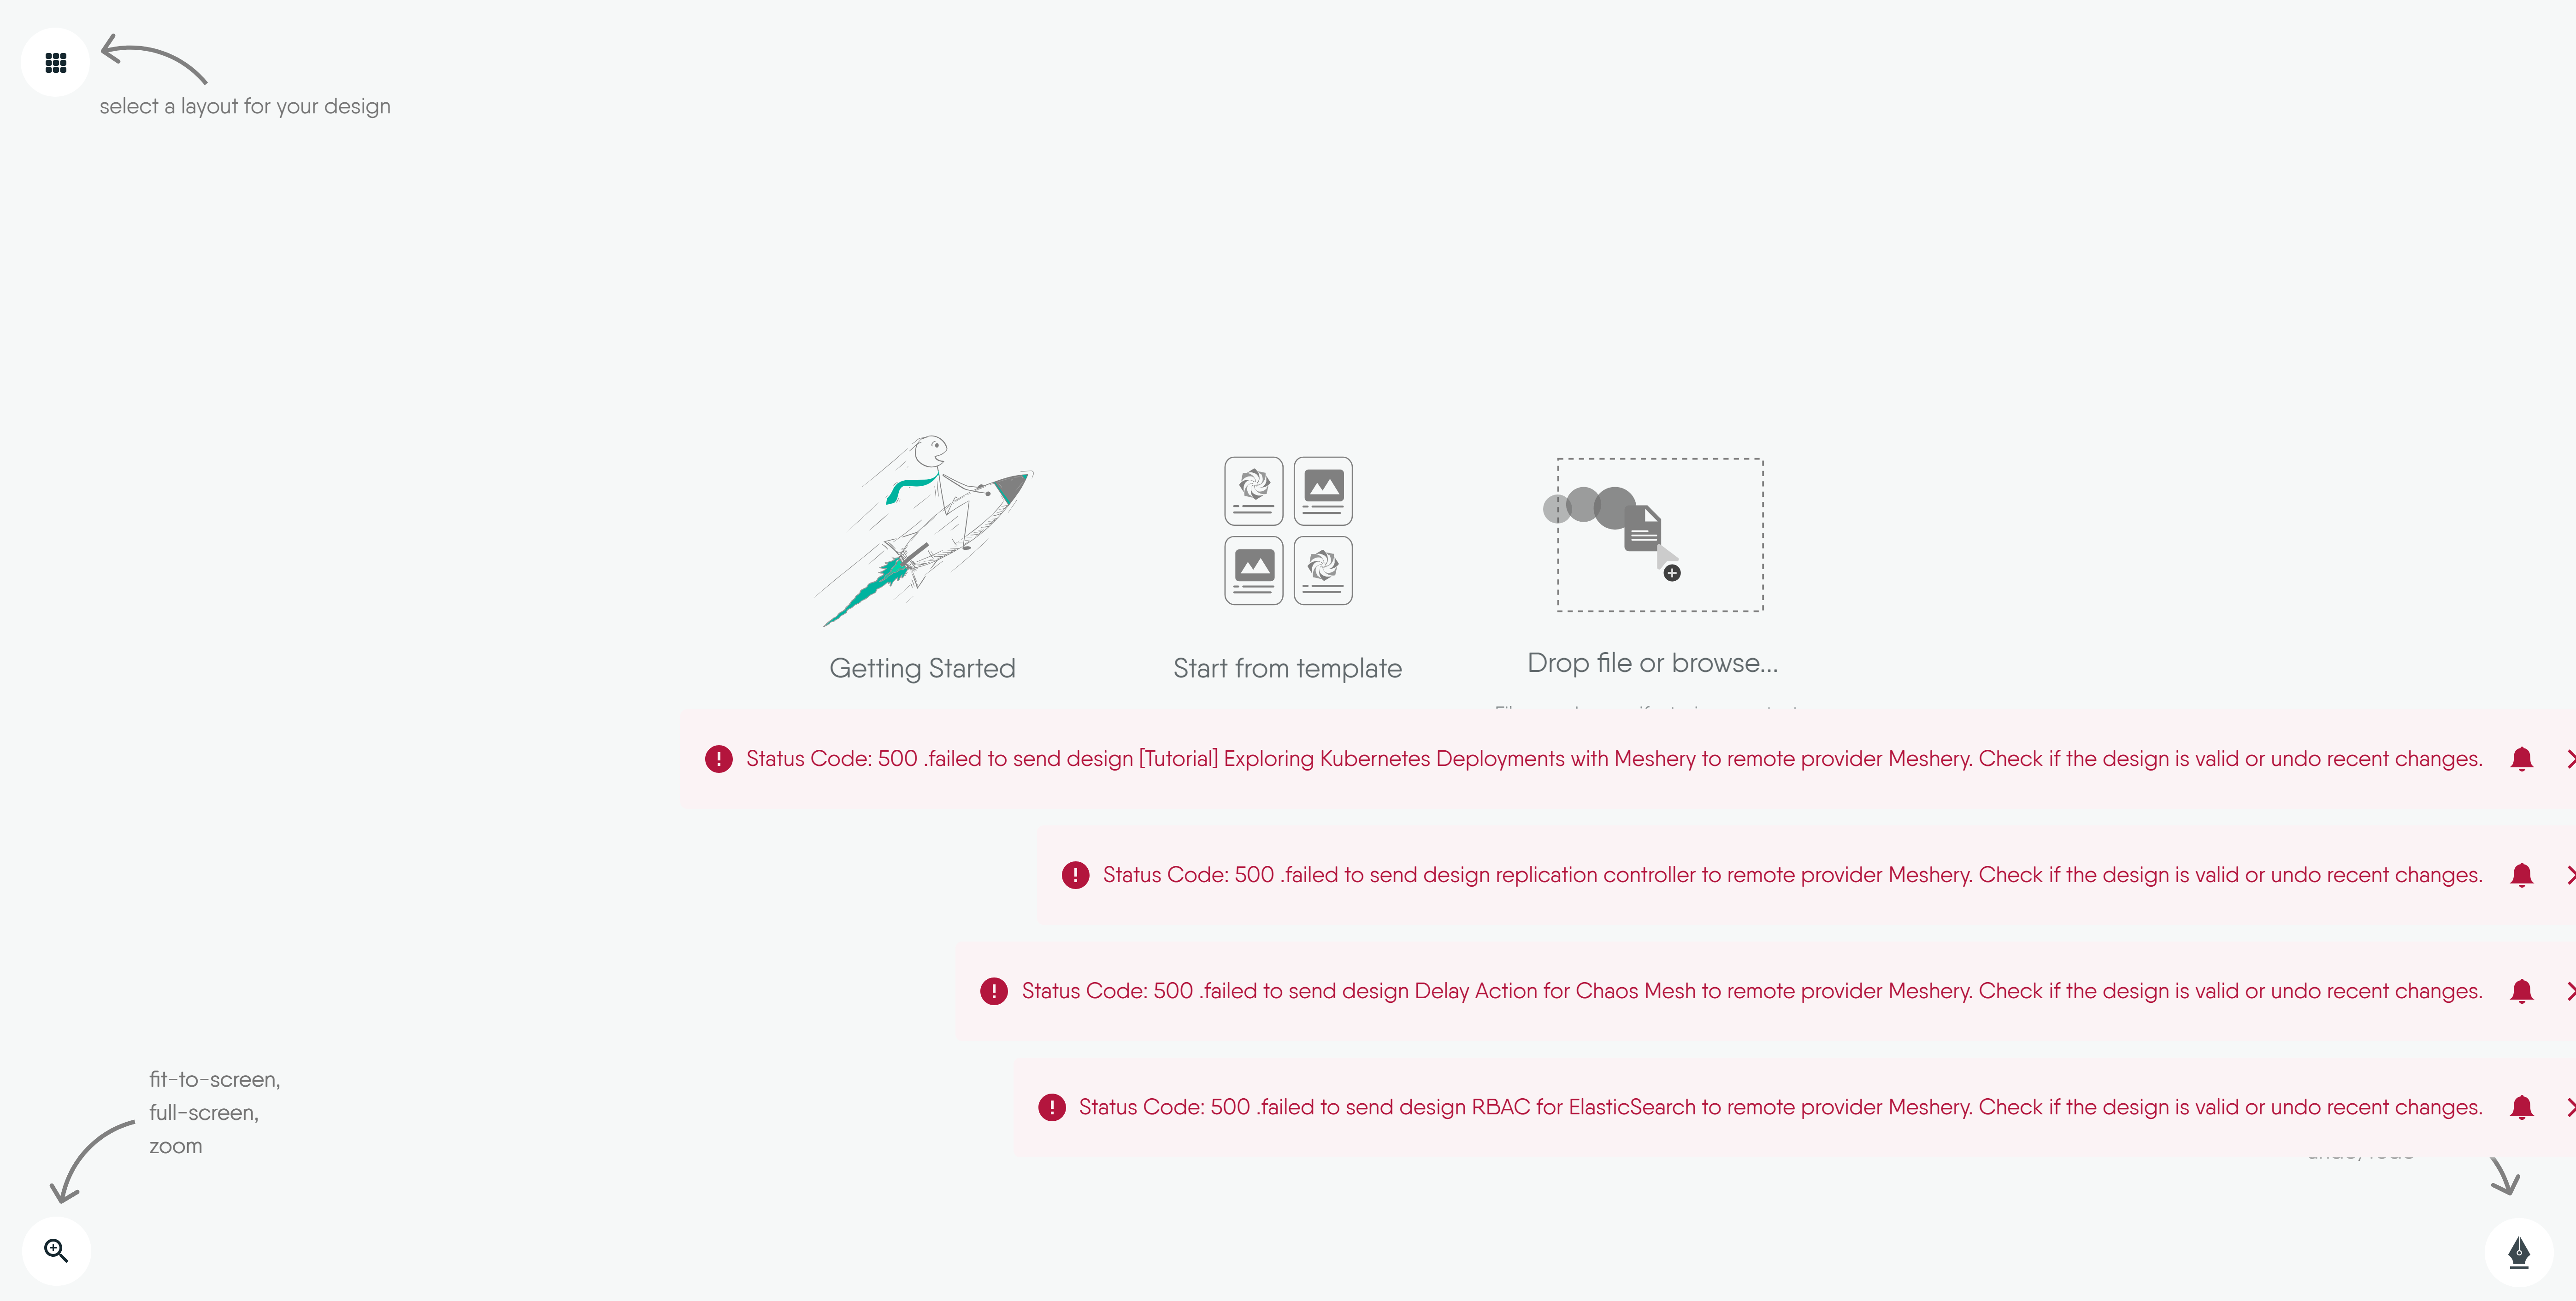 select a layout for your design
Getting Started
Start from template
Drop file or browse...
Status Code: 500 .failed to send design [Tutorial] Exploring Kubernetes Deployments with Meshery to remote provider Meshery. Check if the design is valid or undo recent changes.
Status Code: 500 .failed to send design replication controller to remote provider Meshery. Check if the design is valid or undo recent changes.
Status Code: 500 .failed to send design Delay Action for Chaos Mesh to remote provider Meshery. Check if the design is valid or undo recent changes.
Status Code: 500 .failed to send design RBAC for ElasticSearch to remote provider Meshery. Check if the design is valid or undo recent changes.
fit-to-screen,
full-screen,
zoom